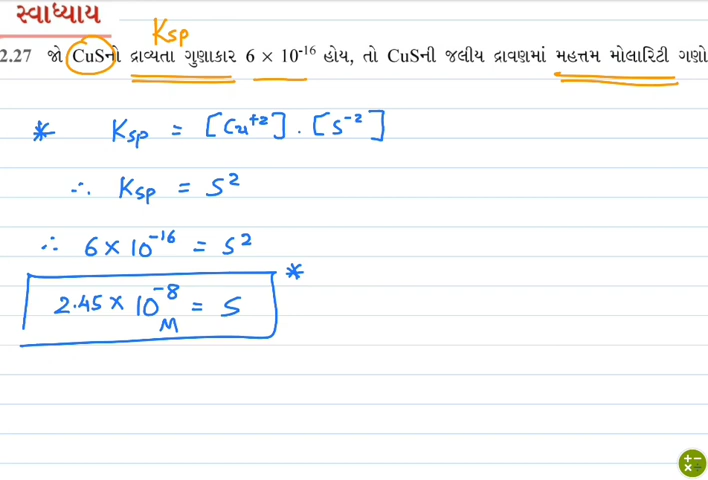 સ્વાધ્યાય
Ksp
2.27 જો CuSનો દ્રાવ્યતા ગુણાકાર 6 × 10⁻¹⁶ હોય, તો CuSની જલીય દ્રાવણમાં મહત્તમ મોલારિટી ગણો
* Ksp = [Cu⁺²] . [S⁻²]
∴ Ksp = S²
∴ 6 × 10⁻¹⁶ = S²
2.45 × 10⁻⁸ M = S *